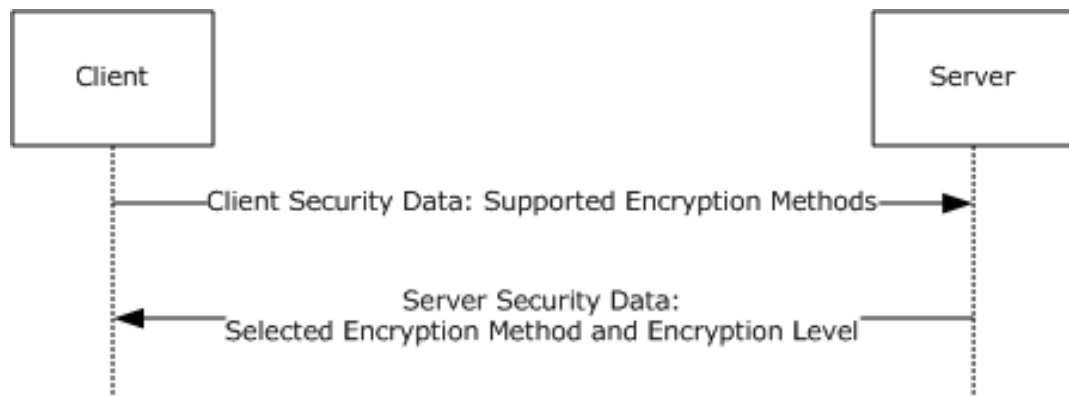 Client
Server
Client Security Data: Supported Encryption Methods
Server Security Data:
Selected Encryption Method and Encryption Level